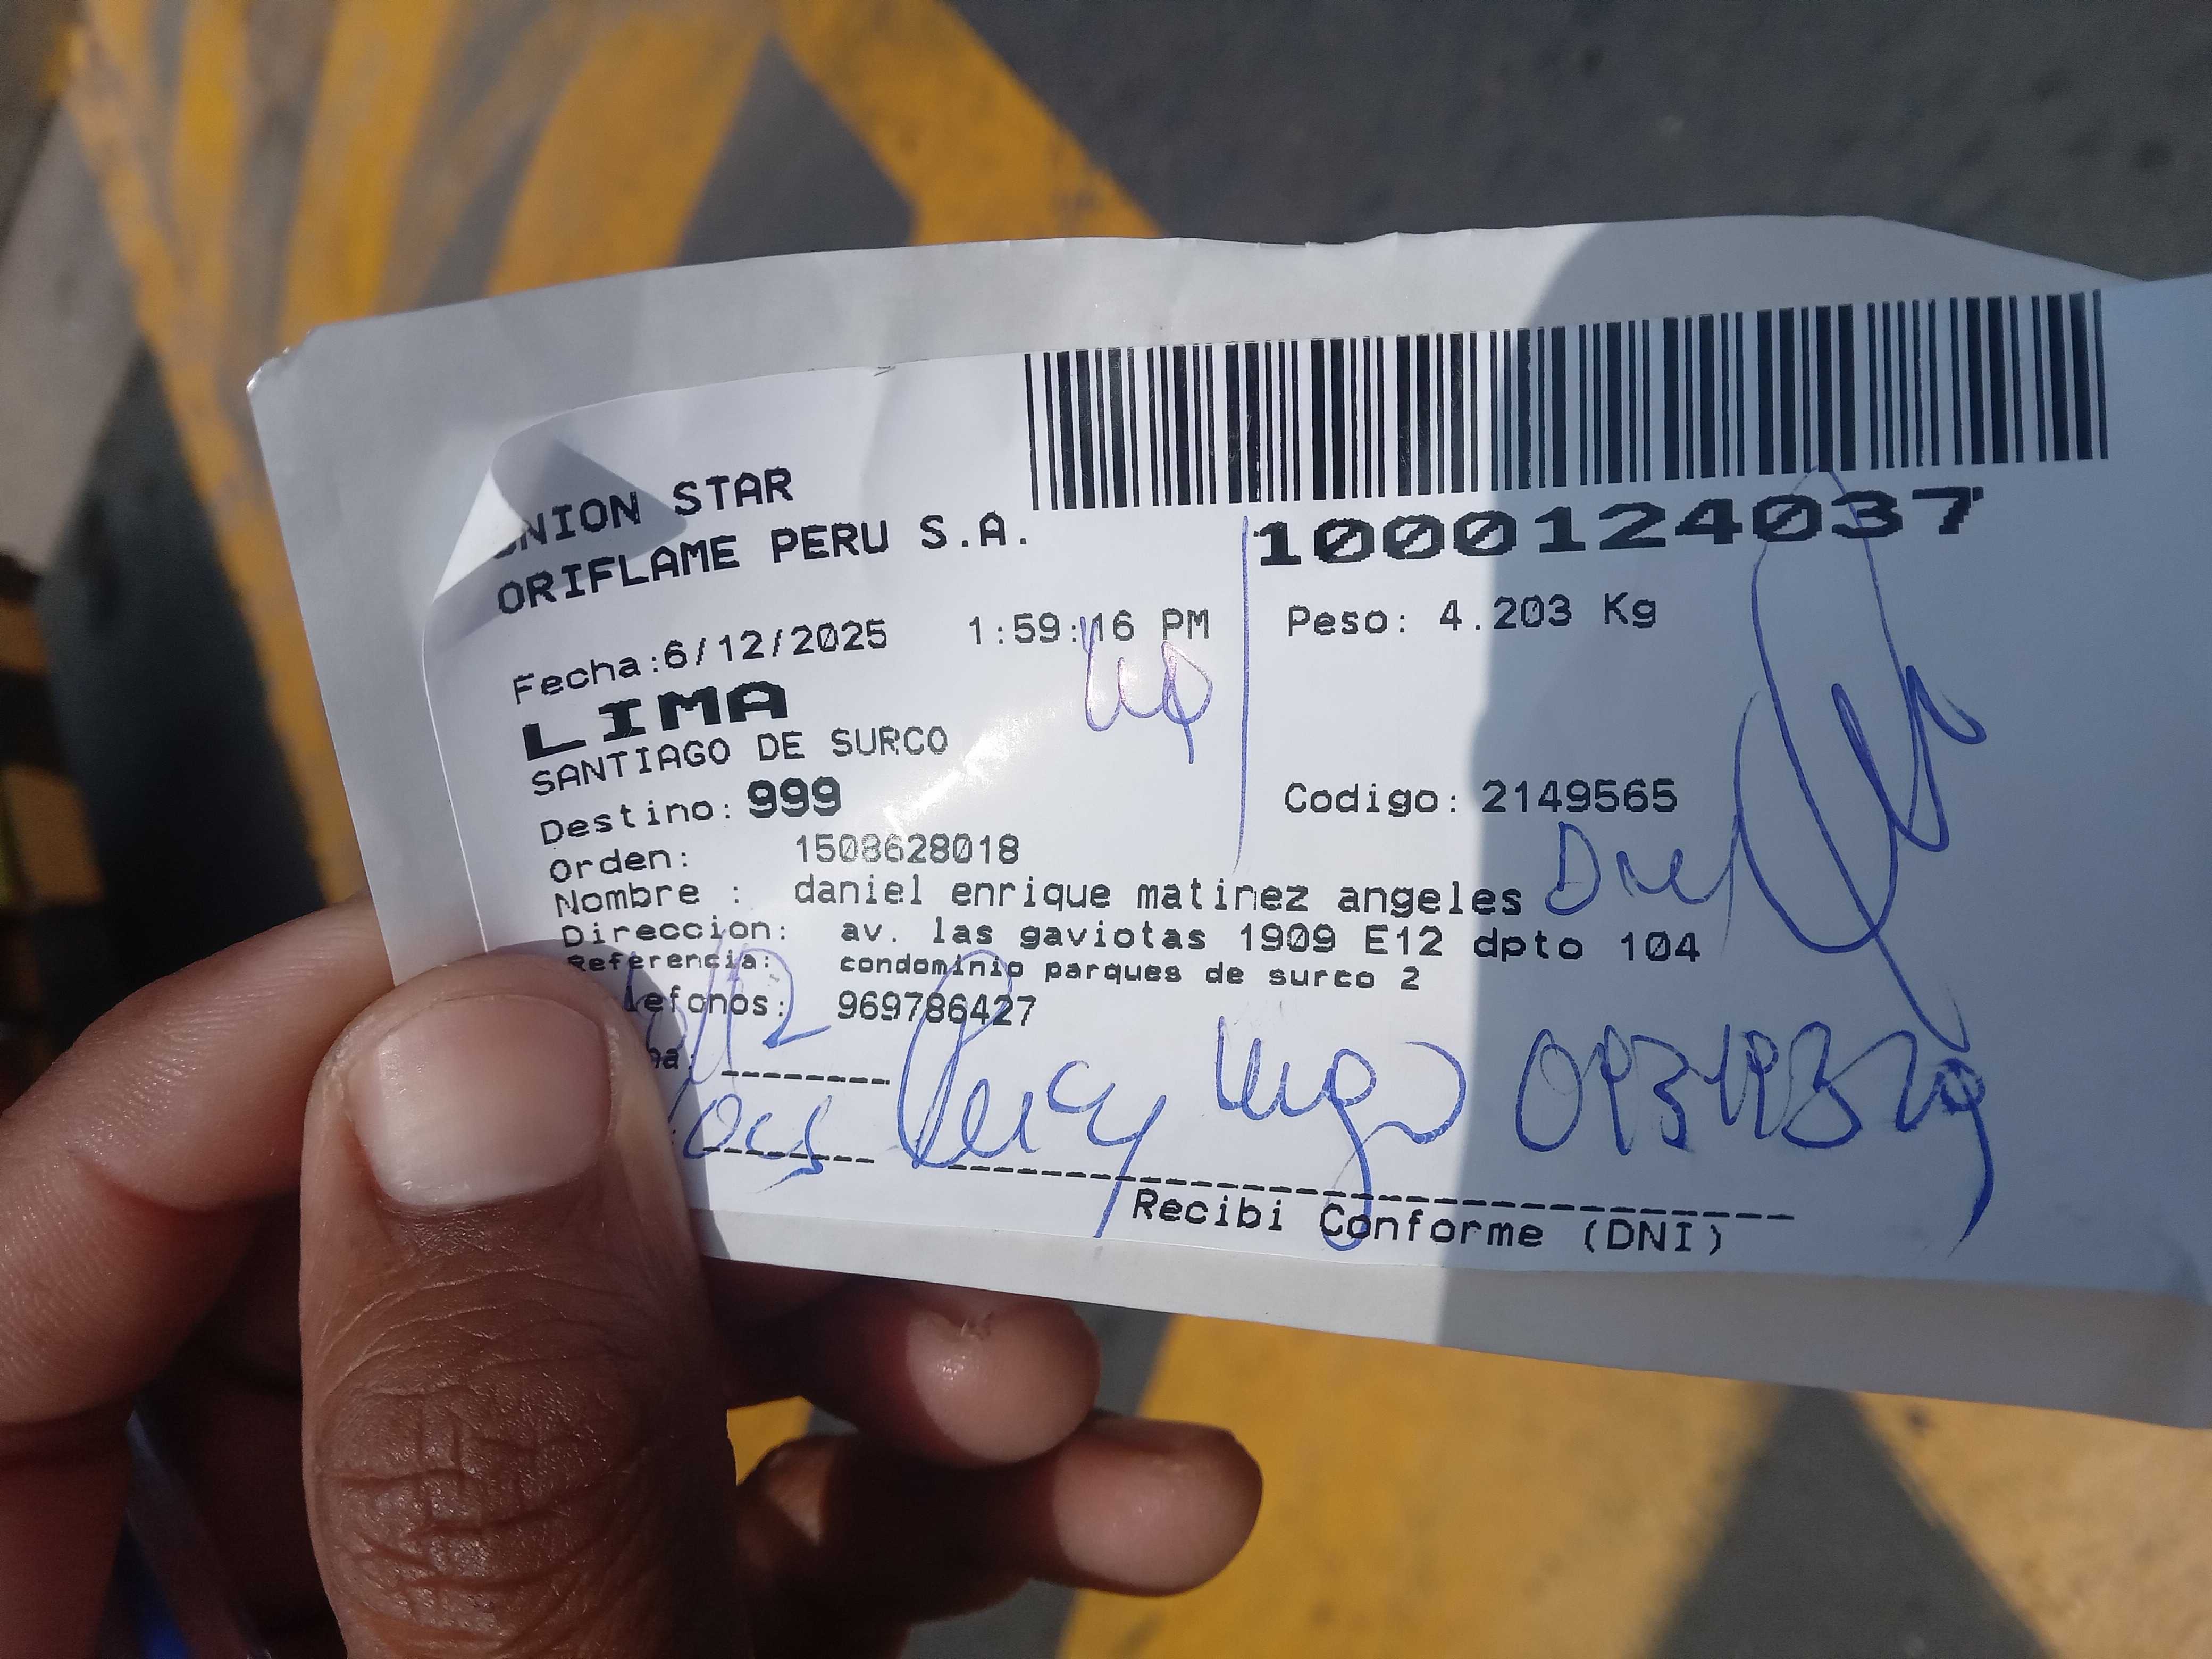 UNION STAR
ORIFLAME PERU S.A.
1000124037
Fecha:6/12/2025 1:59:16 PM
Peso: 4.203 Kg
LIMA
SANTIAGO DE SURCO
Destino: 999
Codigo: 2149565
Orden: 1508628018
Nombre : daniel enrique matinez angeles
Direccion: av. las gaviotas 1909 E12 dpto 104
Referencia: condominio parques de surco 2
lefonos: 969786427
Recibi Conforme (DNI)